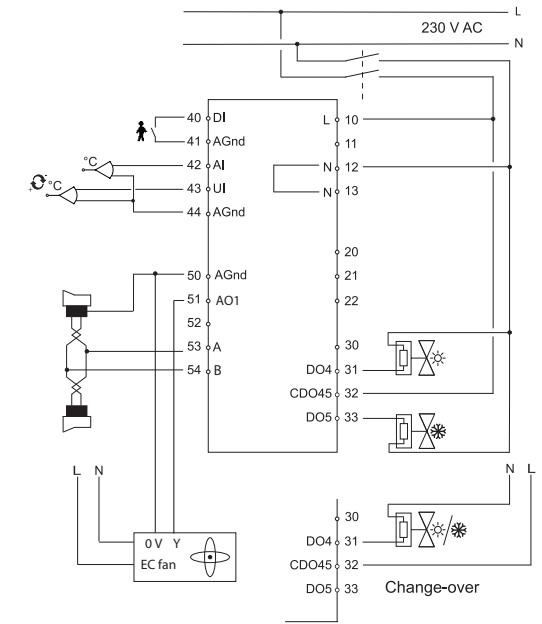 L
230 V AC
N
40 DI
L 10
41 AGnd
11
°C
42 AI
N 12
°C
43 UI
N 13
+ -
44 AGnd
20
50 AGnd
21
51 AO1
22
52
53 A
30
54 B
DO4 31
CDO45 32
DO5 33
L N
N L
30
0 V Y
DO4 31
EC fan
CDO45 32
DO5 33
Change-over